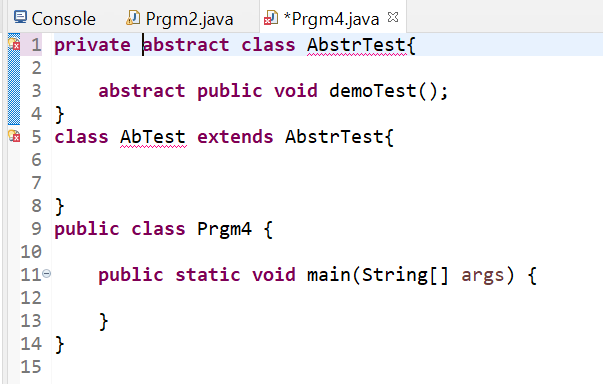 Console Prgm2.java *Prgm4.java
1 private abstract class AbstrTest{
2
3 abstract public void demoTest();
4 }
5 class AbTest extends AbstrTest{
6
7
8 }
9 public class Prgm4 {
10
11 public static void main(String[] args) {
12
13 }
14 }
15